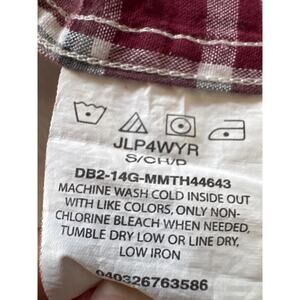 JLP4WYR
S/CH/P
DB2-14G-MMTH44643
MACHINE WASH COLD INSIDE OUT
WITH LIKE COLORS, ONLY NON-
CHLORINE BLEACH WHEN NEEDED,
TUMBLE DRY LOW OR LINE DRY,
LOW IRON
040326763586